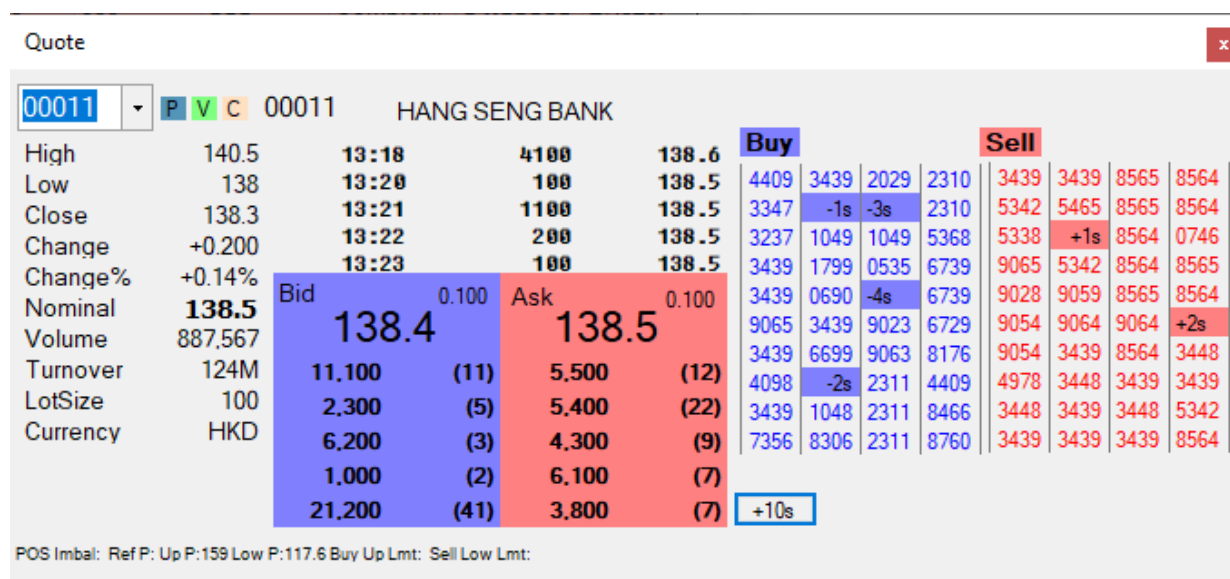 Quote
x
00011 P V C 00011 HANG SENG BANK
High 140.5
Low 138
Close 138.3
Change +0.200
Change% +0.14%
Nominal 138.5
Volume 887,567
Turnover 124M
LotSize 100
Currency HKD
13:18 4100 138.6
13:20 100 138.5
13:21 1100 138.5
13:22 200 138.5
13:23 100 138.5
Bid 0.100 Ask 0.100
138.4 138.5
11,100 (11) 5,500 (12)
2,300 (5) 5,400 (22)
6,200 (3) 4,300 (9)
1,000 (2) 6,100 (7)
21,200 (41) 3,800 (7)
Buy Sell
4409 3439 2029 2310 3439 3439 8565 8564
3347 -1s -3s 2310 5342 5465 8565 8564
3237 1049 1049 5368 5338 +1s 8564 0746
3439 1799 0535 6739 9065 5342 8564 8565
3439 0690 -4s 6739 9028 9059 8565 8564
9065 3439 9023 6729 9054 9064 9064 +2s
3439 6699 9063 8176 9054 3439 8564 3448
4098 -2s 2311 4409 4978 3448 3439 3439
3439 1048 2311 8466 3448 3439 3448 5342
7356 8306 2311 8760 3439 3439 3439 8564
+10s
POS Imbal: Ref P: Up P:159 Low P:117.6 Buy Up Lmt: Sell Low Lmt: